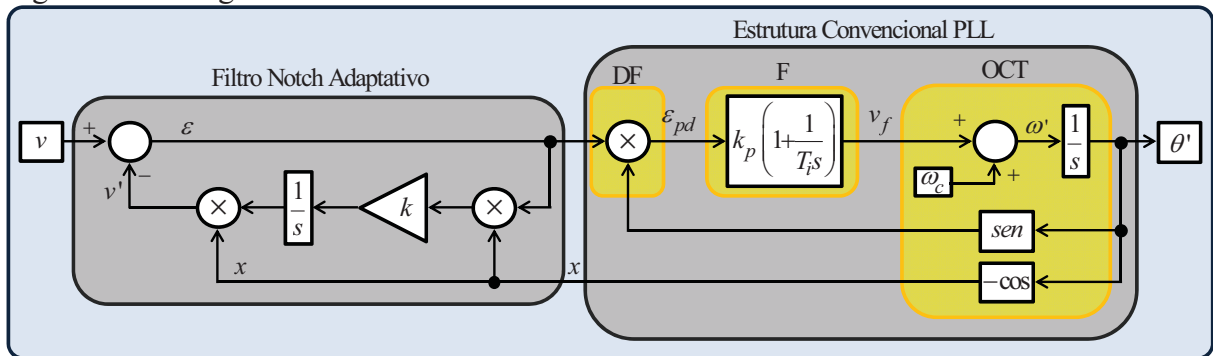 Estrutura Convencional PLL
Filtro Notch Adaptativo
DF
F
OCT
v
+
ε
ε_pd
k_p(1+1/(T_i s))
v_f
+
ω'
1/s
θ'
v'
−
×
×
1/s
k
×
ω_c
+
sen
x
x
−cos